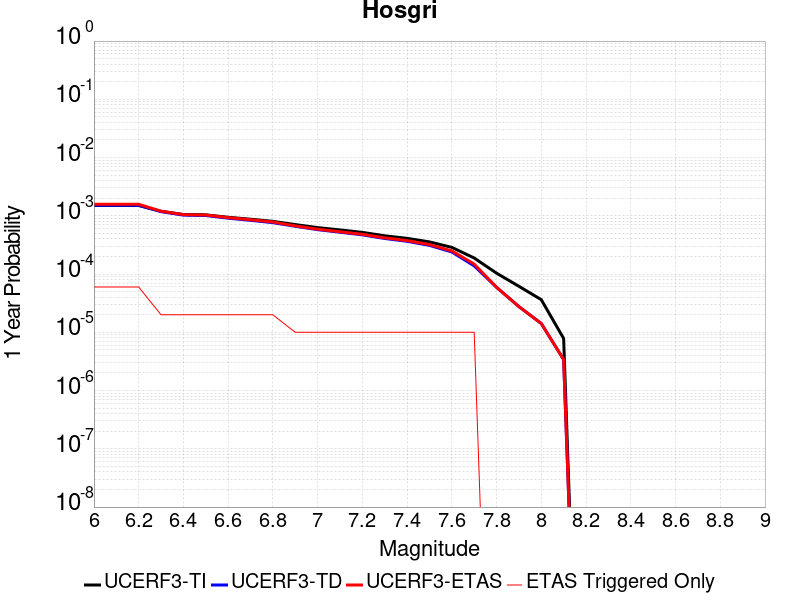 Hosgri
10^0
10^-1
10^-2
10^-3
10^-4
10^-5
10^-6
10^-7
10^-8
1 Year Probability
6 6.2 6.4 6.6 6.8 7 7.2 7.4 7.6 7.8 8 8.2 8.4 8.6 8.8 9
Magnitude
UCERF3-TI UCERF3-TD UCERF3-ETAS ETAS Triggered Only